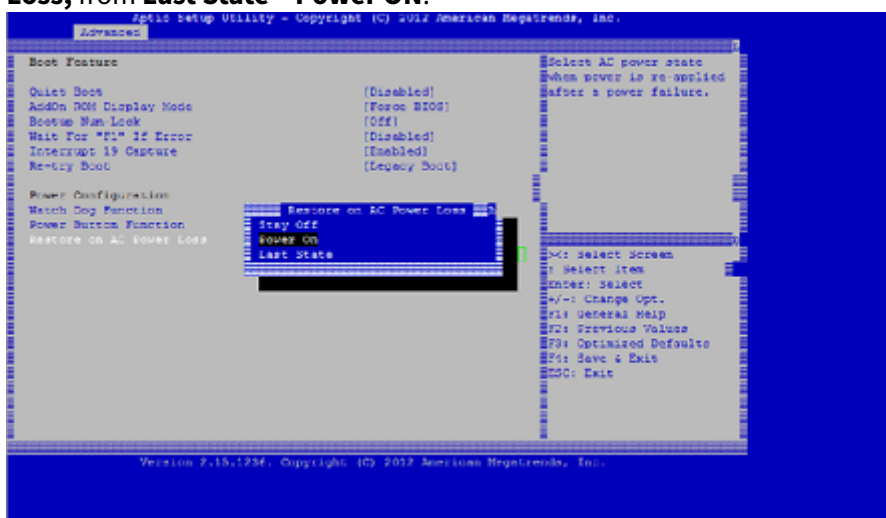 Loss, from Last State - Power ON.
Aptio Setup Utility - Copyright (C) 2012 American Megatrends, Inc.
Advanced
Boot Feature
Quiet Boot [Disabled]
AddOn ROM Display Mode [Force BIOS]
Bootup Num-Lock [Off]
Wait For "F1" If Error [Disabled]
Interrupt 19 Capture [Enabled]
Re-try Boot [Legacy Boot]
Power Configuration
Watch Dog Function
Power Button Function
Restore on AC Power Loss
Restore on AC Power Loss
Stay Off
Power On
Last State
Select AC power state
when power is re-applied
after a power failure.
><: Select Screen
: Select Item
Enter: Select
+/-: Change Opt.
F1: General Help
F2: Previous Values
F3: Optimized Defaults
F4: Save & Exit
ESC: Exit
Version 2.15.1236. Copyright (C) 2012 American Megatrends, Inc.